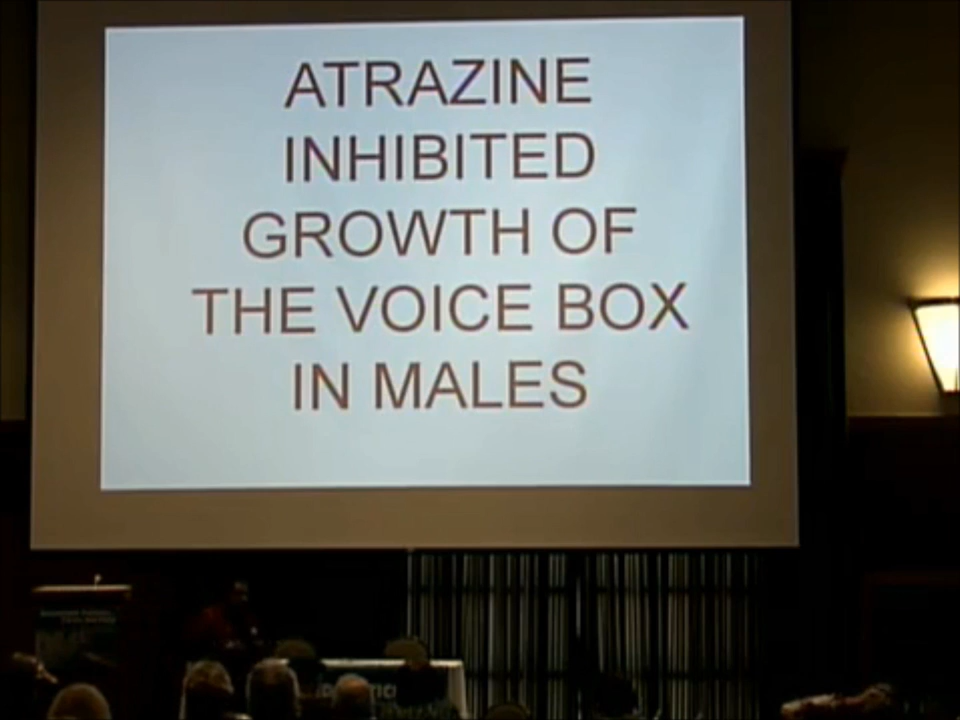 ATRAZINE
INHIBITED
GROWTH OF
THE VOICE BOX
IN MALES